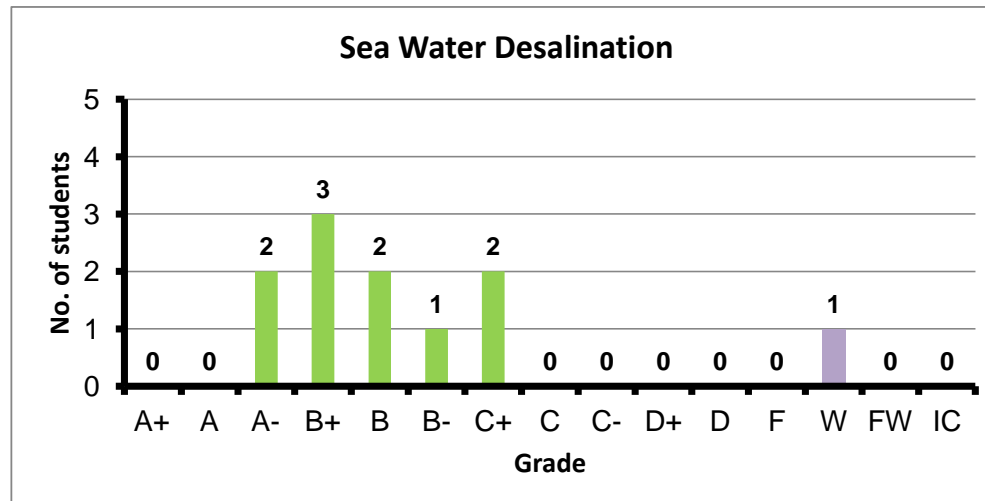 Sea Water Desalination
No. of students
5
4
3
2
1
0
0 0 2 3 2 1 2 0 0 0 0 0 1 0 0
A+ A A- B+ B B- C+ C C- D+ D F W FW IC
Grade